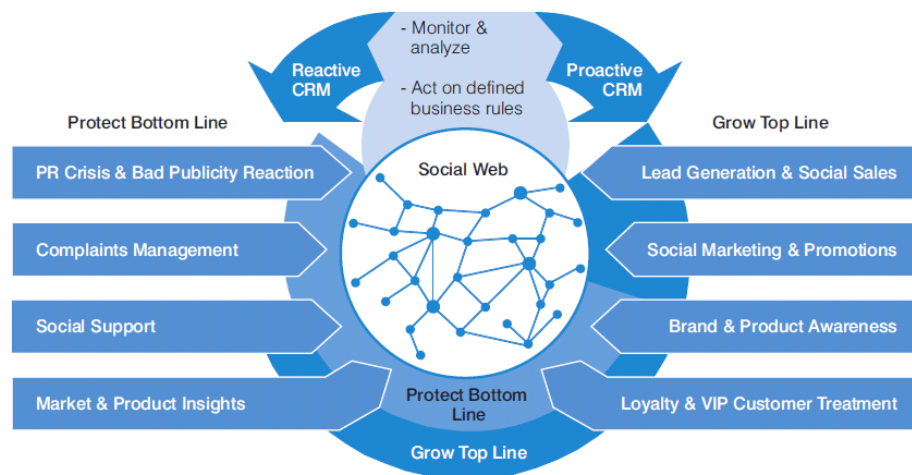 - Monitor &
analyze
- Act on defined
business rules
Reactive
CRM
Proactive
CRM
Protect Bottom Line
Grow Top Line
Social Web
PR Crisis & Bad Publicity Reaction
Complaints Management
Social Support
Market & Product Insights
Lead Generation & Social Sales
Social Marketing & Promotions
Brand & Product Awareness
Loyalty & VIP Customer Treatment
Protect Bottom
Line
Grow Top Line